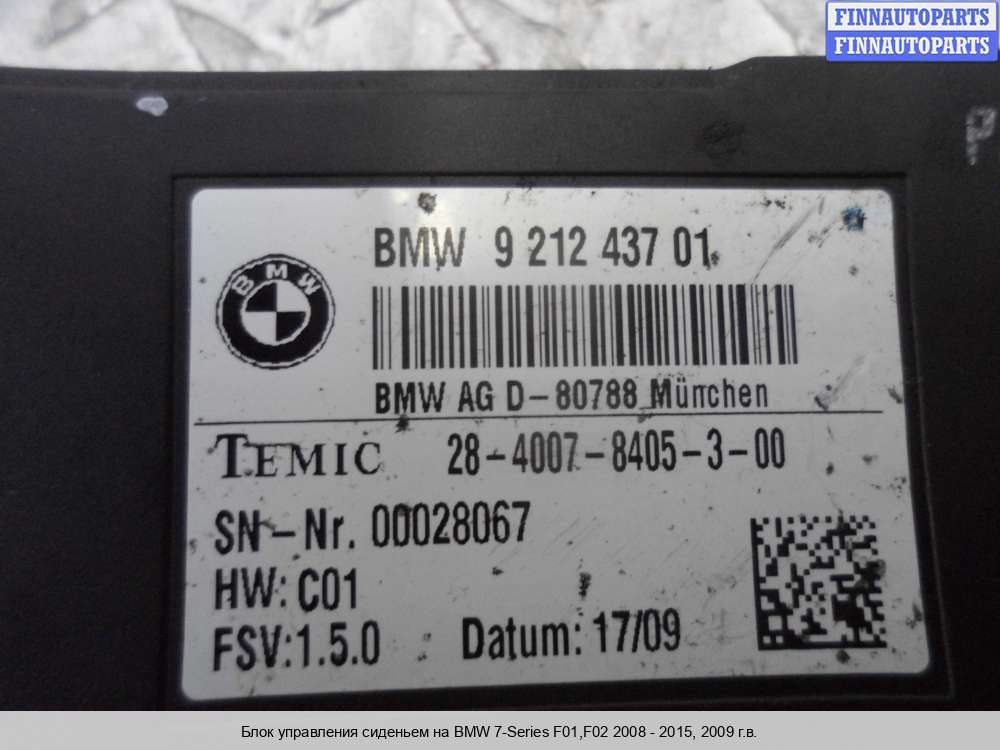 FINNAUTOPARTS
FINNAUTOPARTS
P.
BMW 9 212 437 01
BMW
BMW AG D-80788 München
TEMIC 28-4007-8405-3-00
SN-Nr. 00028067
HW: C01
FSV:1.5.0 Datum: 17/09
Блок управления сиденьем на BMW 7-Series F01,F02 2008 - 2015, 2009 г.в.